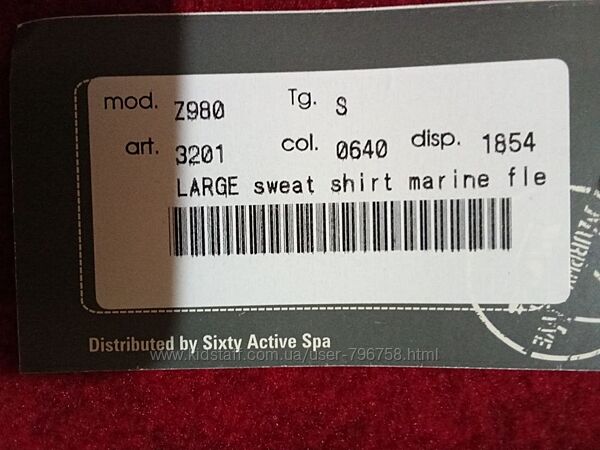 mod. Z980 Tg. S
art. 3201 col. 0640 disp. 1854
LARGE sweat shirt marine fle
Distributed by Sixty Active Spa
www.kidstaff.com.ua/user-796758.html